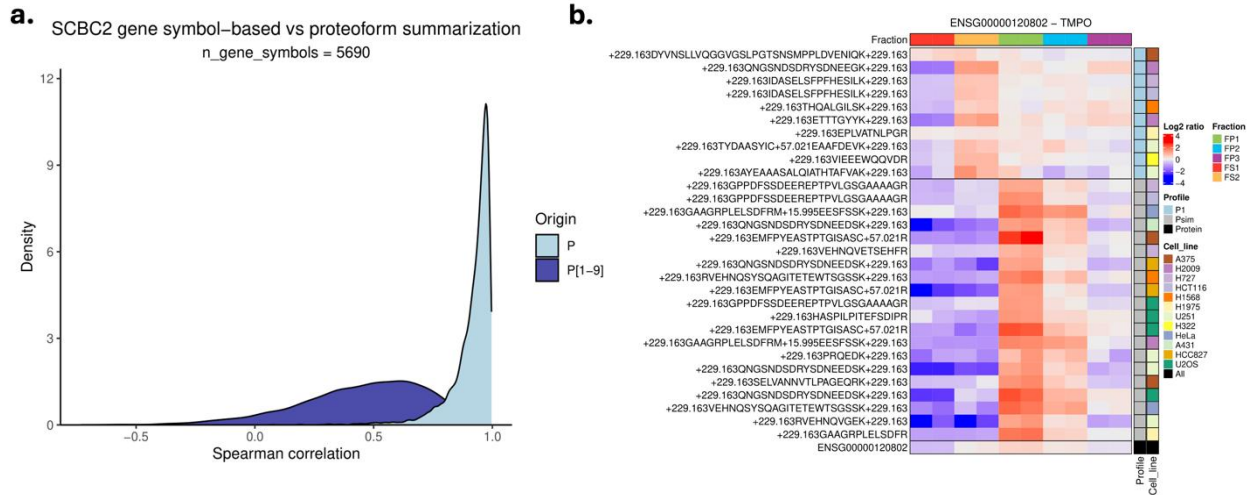 a.
SCBC2 gene symbol-based vs proteoform summarization
n_gene_symbols = 5690
12
9
6
3
0
Density
-0.5
0.0
0.5
1.0
Spearman correlation
Origin
P
P[1-9]
b.
ENSG00000120802 – TMPO
Fraction
+229.163DYVNSLLVQGGVGSLPGTSNSMPPLDVENIQK+229.163
+229.163QNGSNDSDRYSDNEEGK+229.163
+229.163IDASELSFPFHESILK+229.163
+229.163IDASELSFPFHESILK+229.163
+229.163THQALGILSK+229.163
+229.163ETTTGYYK+229.163
+229.163EPLVATNLPGR
+229.163TYDAASYIC+57.021EAAFDEVK+229.163
+229.163VIEEEWQQVDR
+229.163AYEAAASALQIATHTAFVAK+229.163
+229.163GPPDFSSDEEREPTPVLGSGAAAAGR
+229.163GPPDFSSDEEREPTPVLGSGAAAAGR
+229.163GAAGRPLELSDFRM+15.995EESFSSK+229.163
+229.163QNGSNDSDRYSDNEEDSK+229.163
+229.163EMFPYEASTPTGISASC+57.021R
+229.163VEHNQVETSEHFR
+229.163QNGSNDSDRYSDNEEDSK+229.163
+229.163RVEHNQSYSQAGITETEWTSGSSK+229.163
+229.163EMFPYEASTPTGISASC+57.021R
+229.163GPPDFSSDEEREPTPVLGSGAAAAGR
+229.163HASPILPITEFSDIPR
+229.163EMFPYEASTPTGISASC+57.021R
+229.163GAAGRPLELSDFRM+15.995EESFSSK+229.163
+229.163PRQEDK+229.163
+229.163QNGSNDSDRYSDNEEDSK+229.163
+229.163SELVANNVTLPAGEQRK+229.163
+229.163QNGSNDSDRYSDNEEDSK+229.163
+229.163VEHNQSYSQAGITETEWTSGSSK+229.163
+229.163RVEHNQVGEK+229.163
+229.163GAAGRPLELSDFR
ENSG00000120802
Profile
Cell_line
Log2 ratio
4
2
0
−2
−4
Fraction
FP1
FP2
FP3
FS1
FS2
Profile
P1
Psim
Protein
Cell_line
A375
H2009
H727
HCT116
H1568
H1975
U251
H322
HeLa
A431
HCC827
U2OS
All